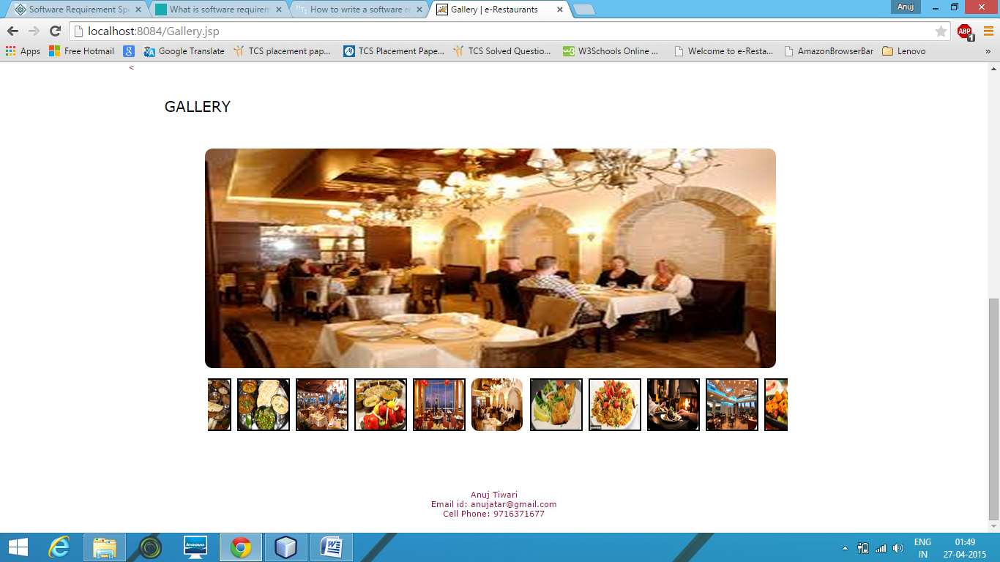 Software Requirement Spe
What is software requirem
How to write a software re
Gallery | e-Restaurants
Anuj
localhost:8084/Gallery.jsp
ABP
1
Apps
Free Hotmail
Google Translate
TCS placement pap...
TCS Placement Pape...
TCS Solved Questio...
W3Schools Online ...
Welcome to e-Resta...
AmazonBrowserBar
Lenovo
»
<
GALLERY
Anuj Tiwari
Email id: anujatar@gmail.com
Cell Phone: 9716371677
lenovo
ENG
IN
01:49
27-04-2015